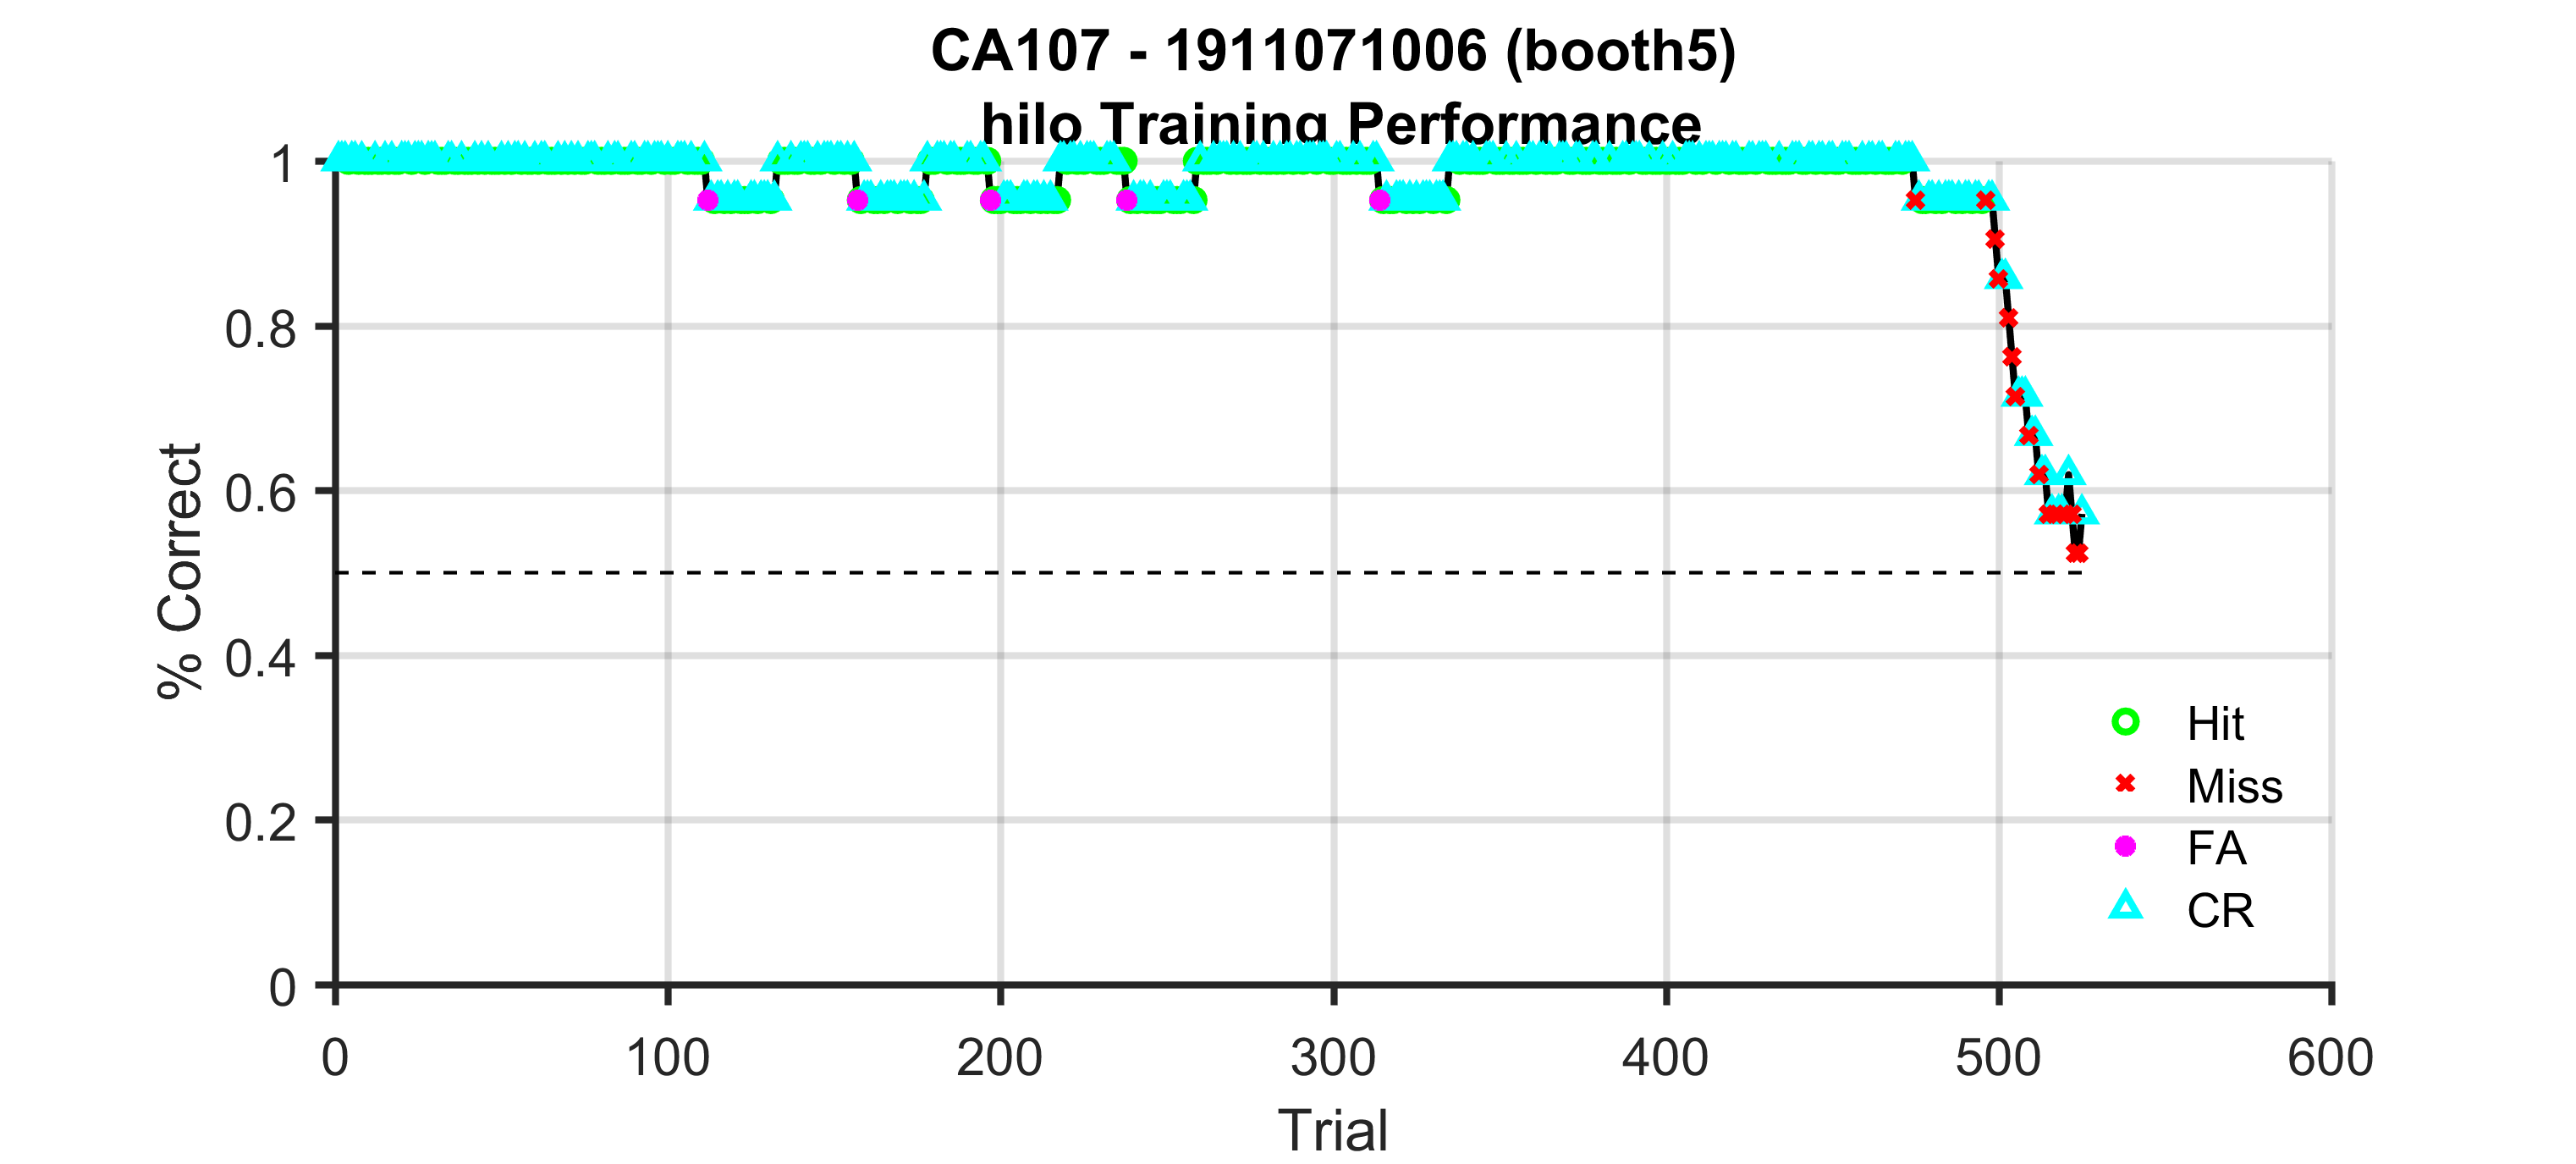 CA107 - 1911071006 (booth5)
hilo Training Performance
1
0.8
0.6
0.4
0.2
0
% Correct
0 100 200 300 400 500 600
Trial
Hit
Miss
FA
CR